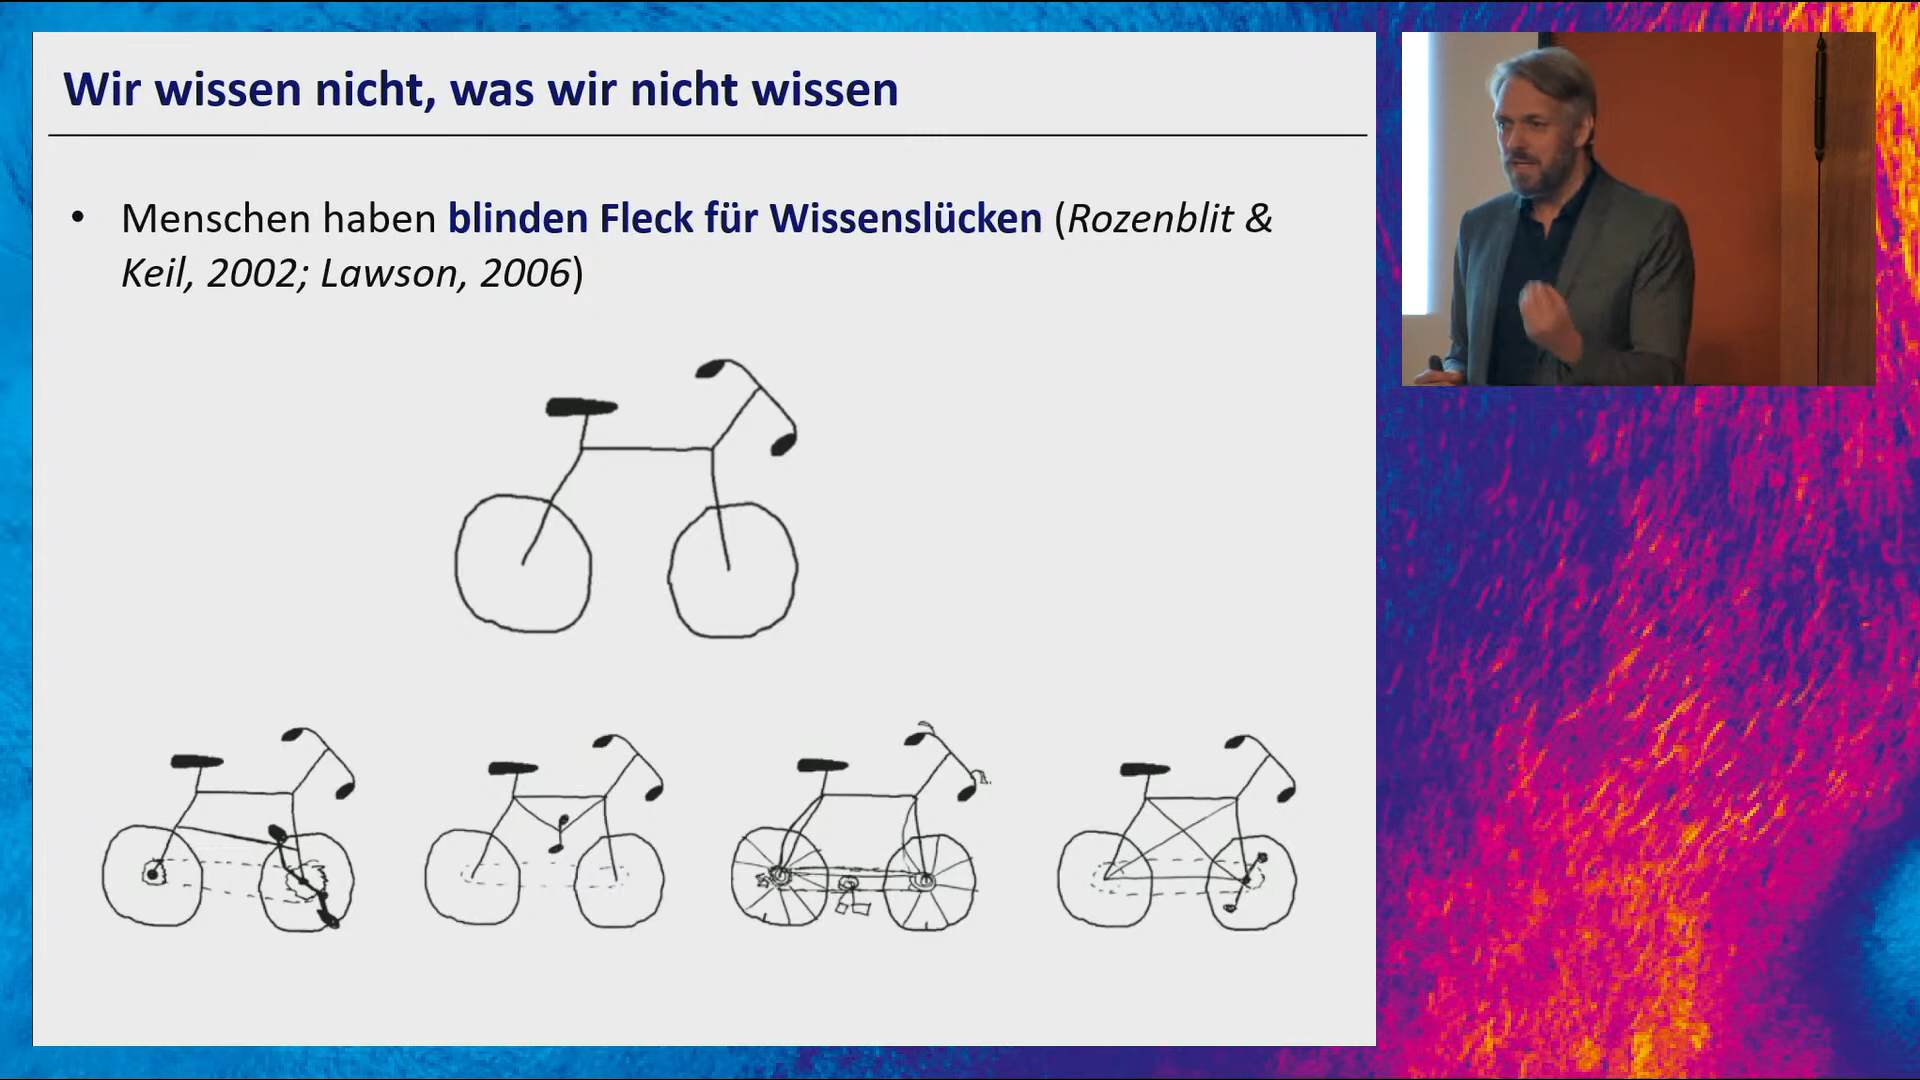 Wir wissen nicht, was wir nicht wissen
• Menschen haben blinden Fleck für Wissenslücken (Rozenblit &
Keil, 2002; Lawson, 2006)